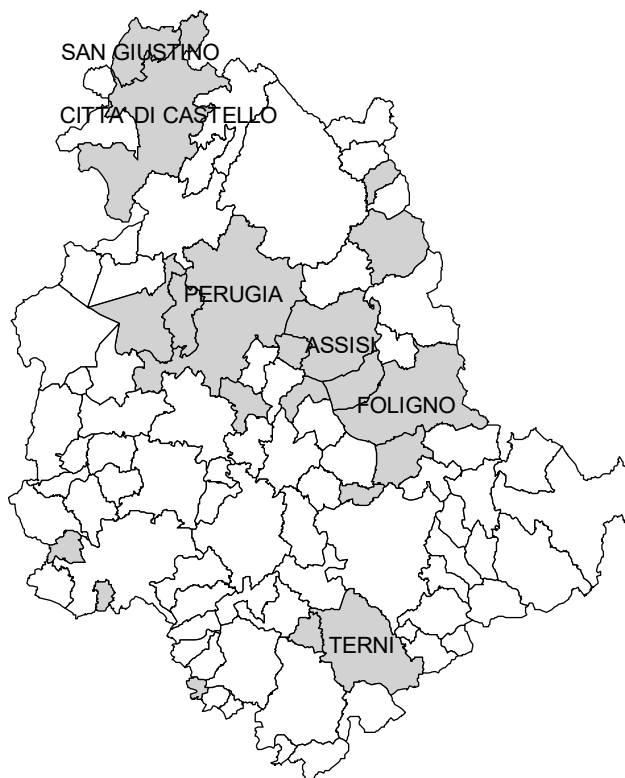 SAN GIUSTINO
CITTA' DI CASTELLO
PERUGIA
ASSISI
FOLIGNO
TERNI